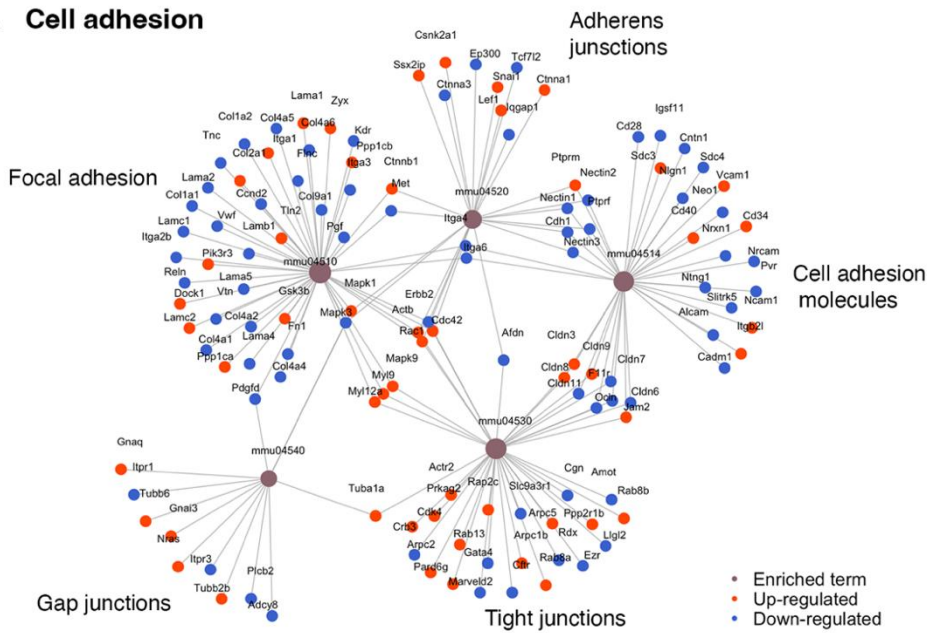 Cell adhesion
Adherens
junsctions
Csnk2a1
Ssx2ip
Ep300
Tcf7l2
Ctnna3
Snai1
Ctnna1
Lef1
Iqgap1
Lama1
Zyx
Col1a2
Col4a5
Col4a6
Tnc
Itga1
Kdr
Ppp1cb
Col2a1
Flnc
Itga3
Ctnnb1
Focal adhesion
Lama2
Ccnd2
Col9a1
Met
Col1a1
Tln2
Lamc1
Vwf
Lamb1
Pgf
Itga2b
Pik3r3
mmu04510
Reln
Lama5
Gsk3b
Mapk1
Dock1
Vtn
Mapk3
Lamc2
Col4a2
Fn1
Col4a1
Lama4
Ppp1ca
Col4a4
Pdgfd
mmu04520
Itga4
Itga6
Ptprm
Nectin2
Nectin1
Ptprf
Cdh1
Nectin3
Igsf11
Cd28
Cntn1
Sdc3
Sdc4
Nlgn1
Vcam1
Neo1
Cd40
Cd34
Nrxn1
mmu04514
Nrcam
Pvr
Ntng1
Cell adhesion
molecules
Slitrk5
Ncam1
Alcam
Itgb2l
Cadm1
Erbb2
Actb
Cdc42
Rac1
Afdn
Mapk9
Myl9
Myl12a
Cldn3
Cldn9
Cldn8
Cldn7
F11r
Cldn11
Cldn6
Ocln
Jam2
mmu04530
mmu04540
Gnaq
Itpr1
Tubb6
Gnai3
Nras
Itpr3
Plcb2
Tubb2b
Adcy8
Gap junctions
Tuba1a
Actr2
Prkag2
Rap2c
Slc9a3r1
Cgn
Amot
Rab8b
Cdk4
Arpc5
Ppp2r1b
Crb3
Rab13
Arpc1b
Rdx
Llgl2
Arpc2
Gata4
Rab8a
Ezr
Pard6g
Cftr
Marveld2
Tight junctions
Enriched term
Up-regulated
Down-regulated